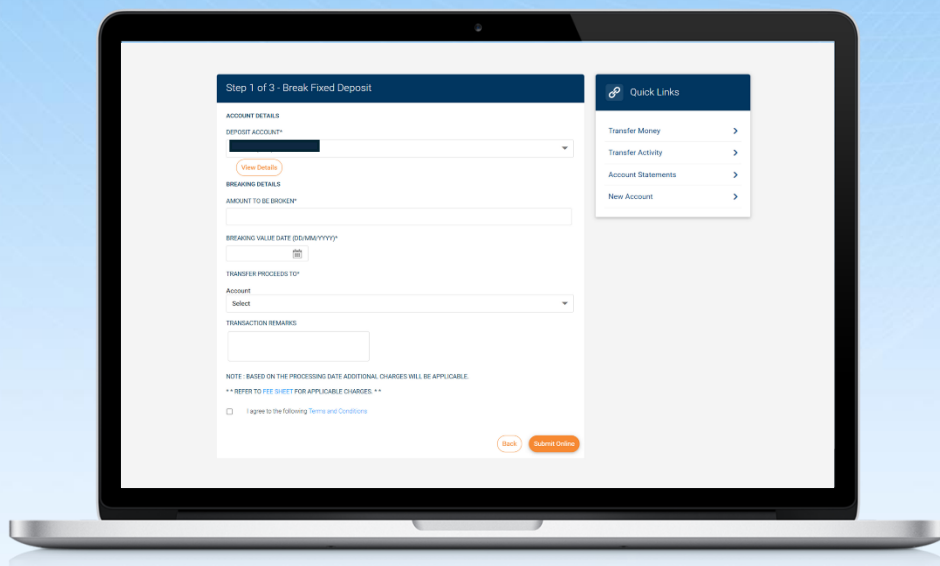 Step 1 of 3 - Break Fixed Deposit
ACCOUNT DETAILS
DEPOSIT ACCOUNT*
View Details
BREAKING DETAILS
AMOUNT TO BE BROKEN*
BREAKING VALUE DATE (DD/MM/YYYY)*
TRANSFER PROCEEDS TO*
Account
Select
TRANSACTION REMARKS
NOTE : BASED ON THE PROCESSING DATE ADDITIONAL CHARGES WILL BE APPLICABLE.
* * REFER TO FEE SHEET FOR APPLICABLE CHARGES. * *
I agree to the following Terms and Conditions
Back
Submit Online
Quick Links
Transfer Money
Transfer Activity
Account Statements
New Account